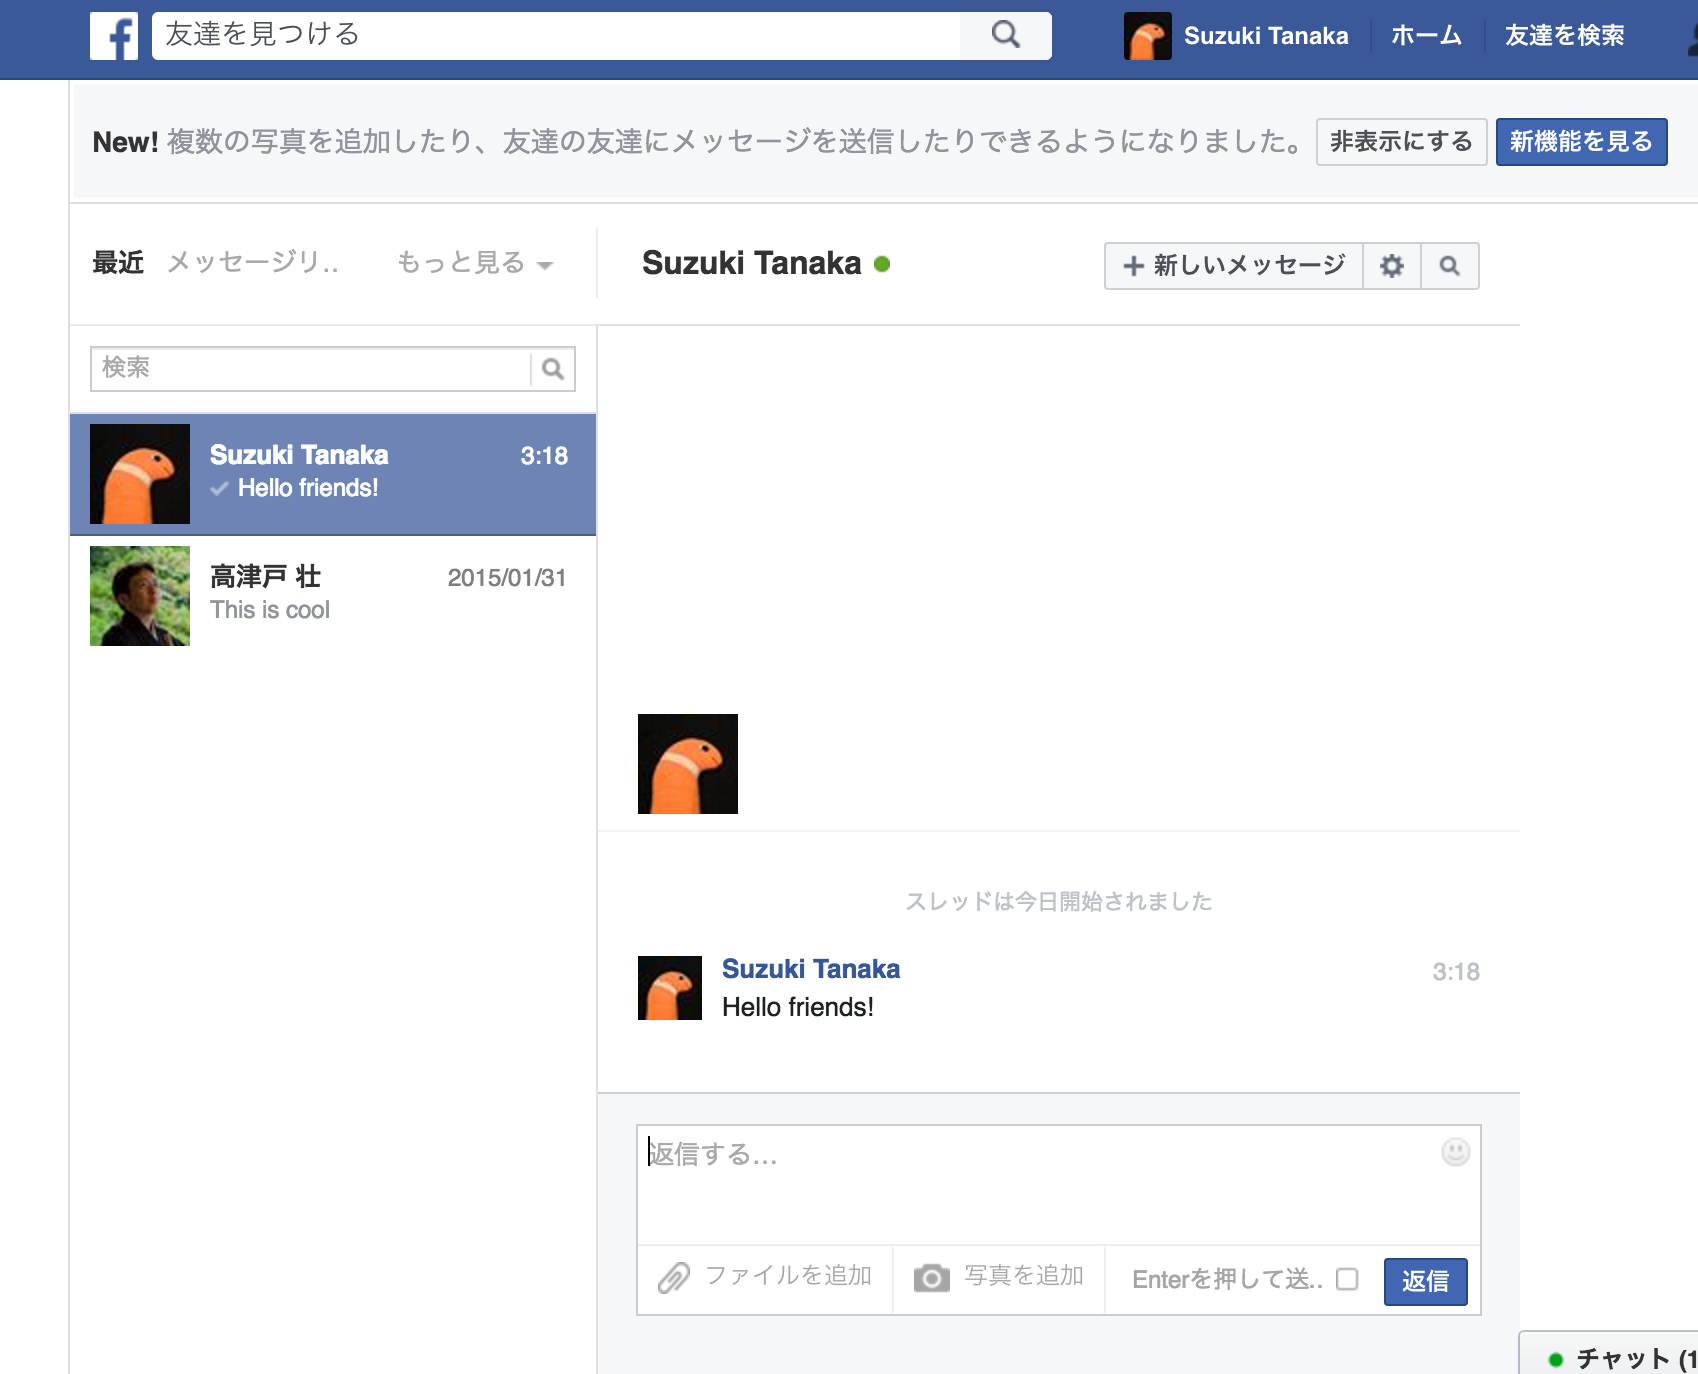 f
友達を見つける
Suzuki Tanaka
ホーム
友達を検索
New! 複数の写真を追加したり、友達の友達にメッセージを送信したりできるようになりました。
非表示にする
新機能を見る
最近
メッセージリ..
もっと見る
Suzuki Tanaka
新しいメッセージ
検索
Suzuki Tanaka
3:18
Hello friends!
高津戸 壮
2015/01/31
This is cool
スレッドは今日開始されました
Suzuki Tanaka
3:18
Hello friends!
返信する...
ファイルを追加
写真を追加
Enterを押して送..
返信
チャット (1